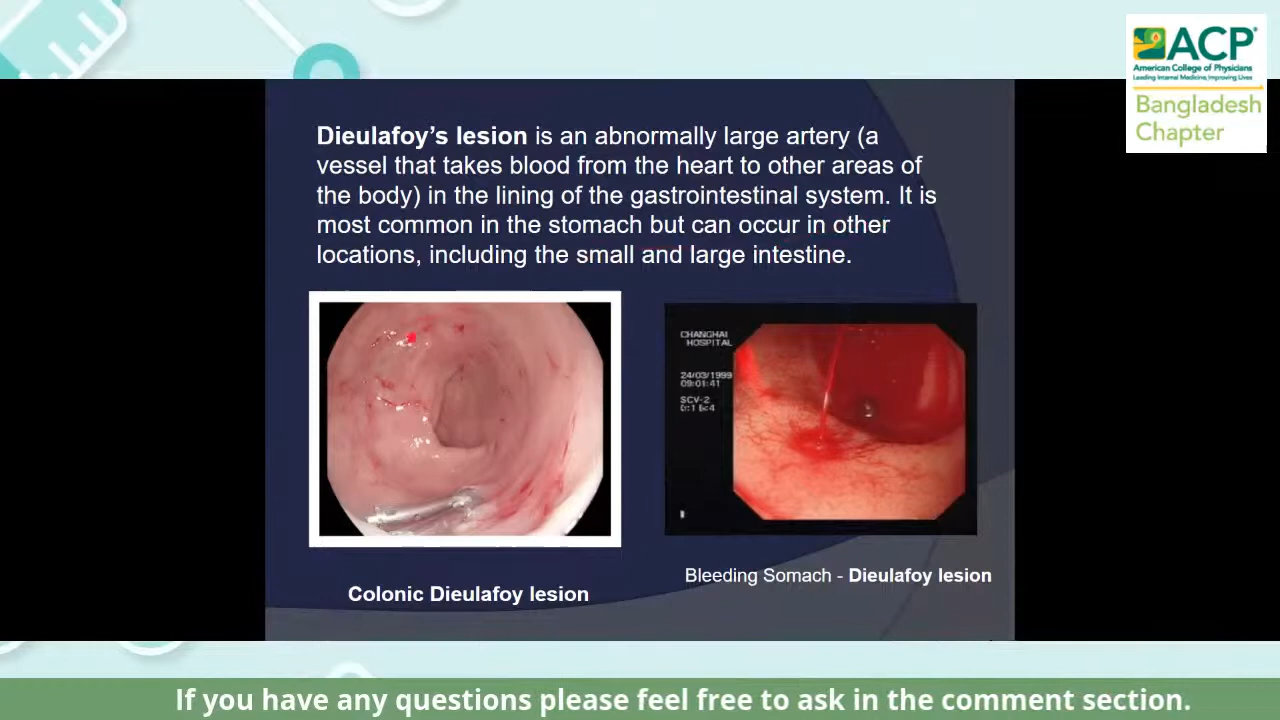 ACP
American College of Physicians
Leading Internal Medicine, Improving Lives
Bangladesh
Chapter
Dieulafoy’s lesion is an abnormally large artery (a
vessel that takes blood from the heart to other areas of
the body) in the lining of the gastrointestinal system. It is
most common in the stomach but can occur in other
locations, including the small and large intestine.
CHANGHAI
HOSPITAL
24/03/1999
09:01:41
SCV-2
Colonic Dieulafoy lesion
Bleeding Somach - Dieulafoy lesion
If you have any questions please feel free to ask in the comment section.